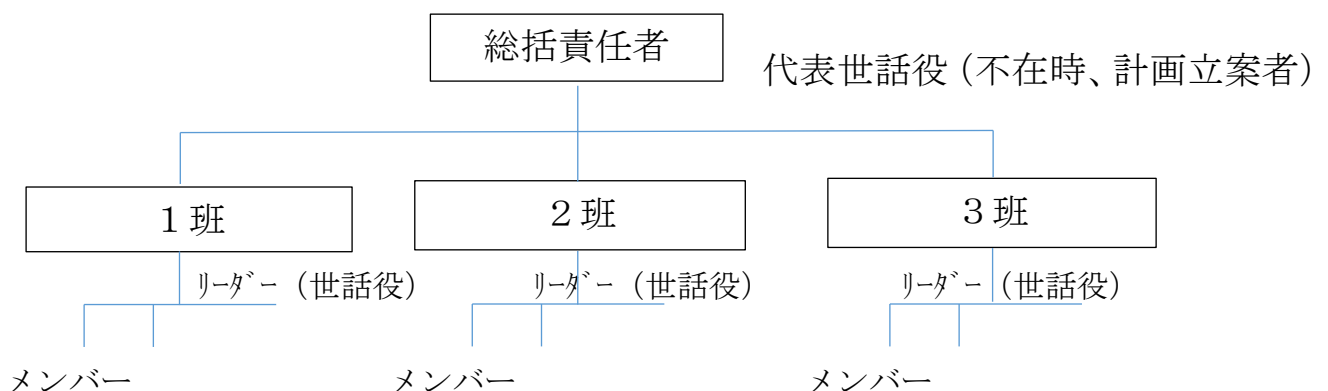 総括責任者
代表世話役（不在時、計画立案者）
１班
２班
３班
ﾘｰﾀﾞｰ（世話役）
ﾘｰﾀﾞｰ（世話役）
ﾘｰﾀﾞｰ（世話役）
メンバー
メンバー
メンバー